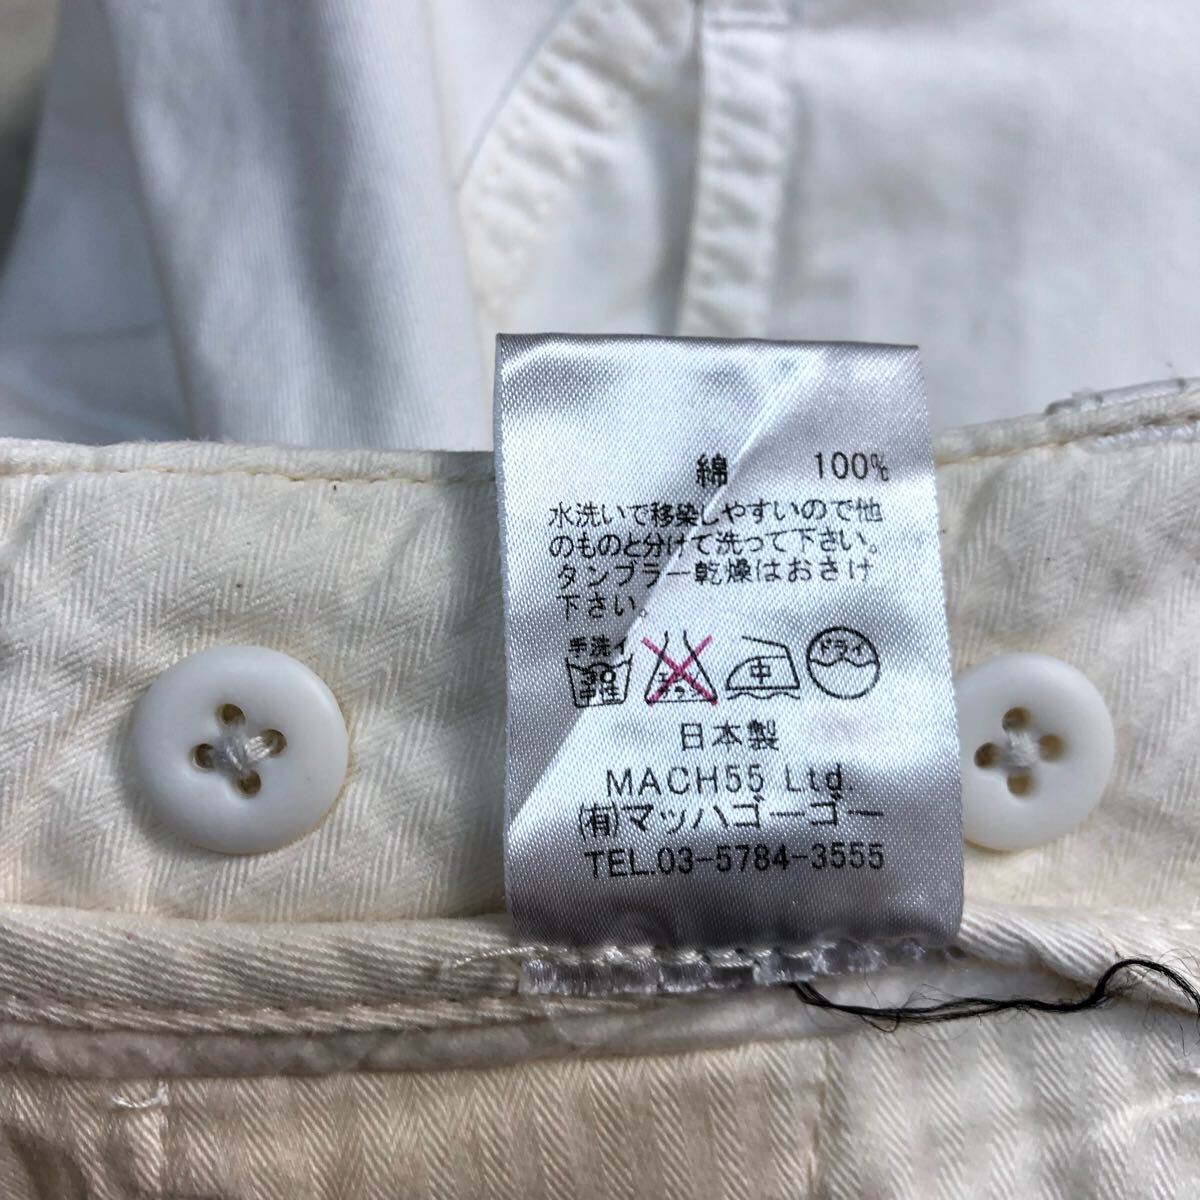 綿 100%
水洗いで移染しやすいので他
のものと分けて洗って下さい。
タンブラー乾燥はおさけ
下さい。
手洗イ
30
中性
中 ドライ
日本製
MACH55 Ltd.
(有)マッハゴーゴー
TEL.03-5784-3555